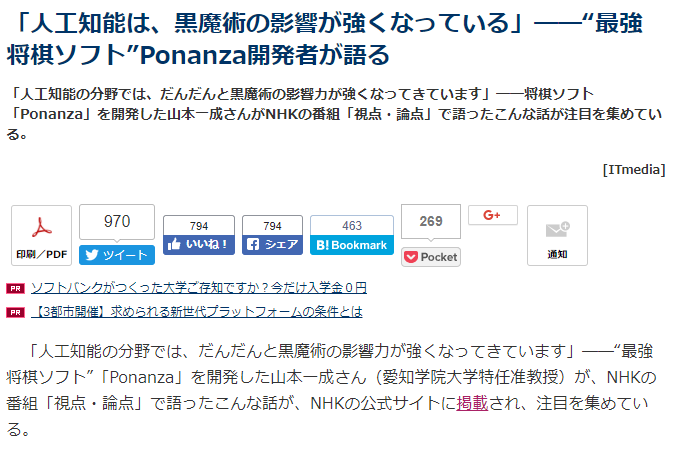 「人工知能は、黒魔術の影響が強くなっている」――“最強
将棋ソフト”Ponanza開発者が語る
「人工知能の分野では、だんだんと黒魔術の影響力が強くなってきています」――将棋ソフト
「Ponanza」を開発した山本一成さんがNHKの番組「視点・論点」で語ったこんな話が注目を集めてい
る。
[ITmedia]
印刷／PDF
970
ツイート
794
いいね！
794
シェア
463
B!Bookmark
269
Pocket
G+
通知
PR ソフトバンクがつくった大学ご存知ですか？今だけ入学金０円
PR 【3都市開催】求められる新世代プラットフォームの条件とは
「人工知能の分野では、だんだんと黒魔術の影響力が強くなってきています」――“最強
将棋ソフト”「Ponanza」を開発した山本一成さん（愛知学院大学特任准教授）が、NHKの
番組「視点・論点」で語ったこんな話が、NHKの公式サイトに掲載され、注目を集めてい
る。